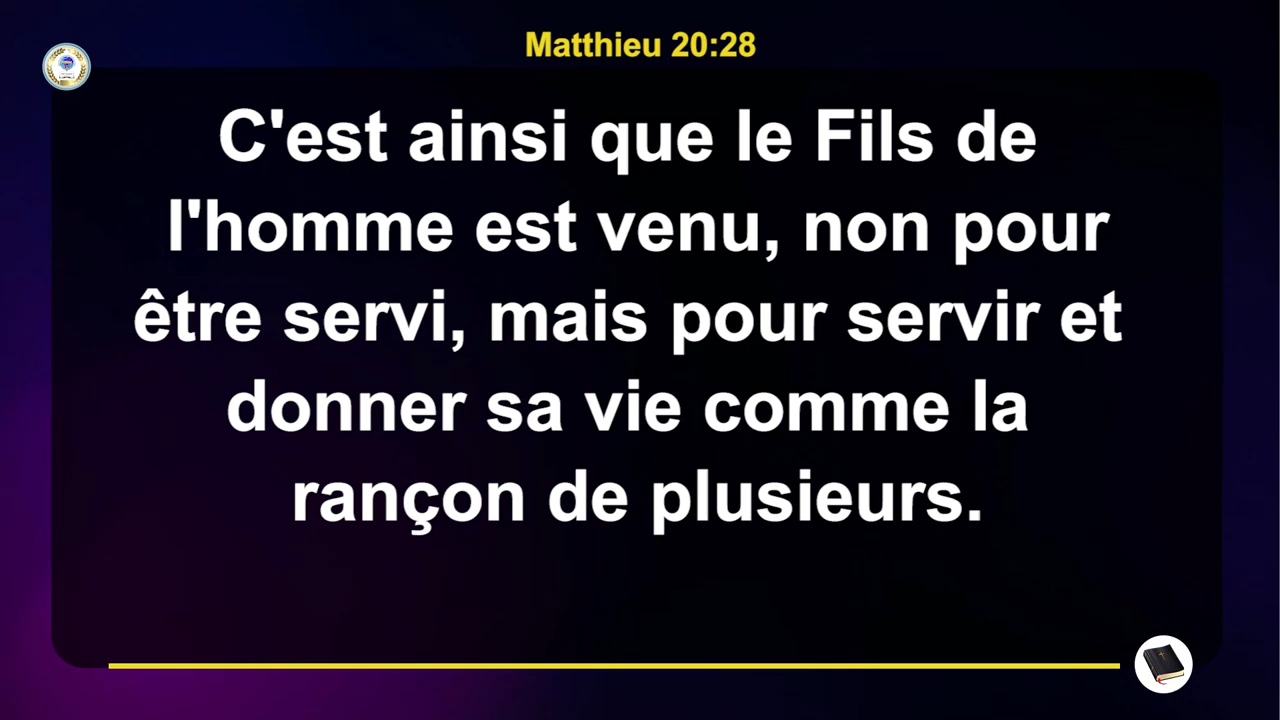 Matthieu 20:28
C'est ainsi que le Fils de
l'homme est venu, non pour
être servi, mais pour servir et
donner sa vie comme la
rançon de plusieurs.